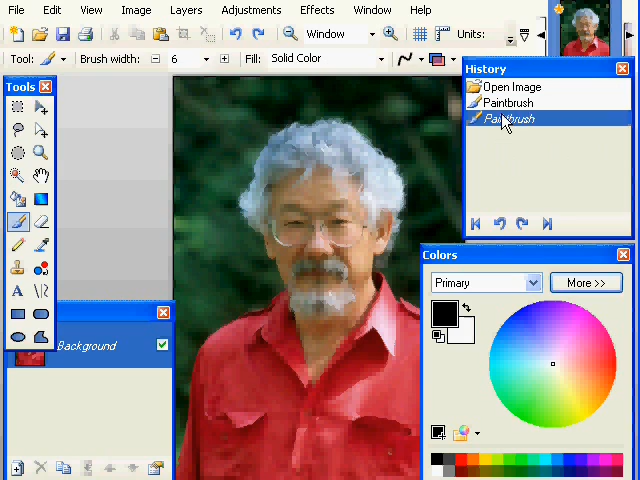 File Edit View Image Layers Adjustments Effects Window Help
Window Units:
Tool: Brush width: 6 Fill: Solid Color
Tools
History
Open Image
Paintbrush
Paintbrush
Colors
Primary More >>
Background